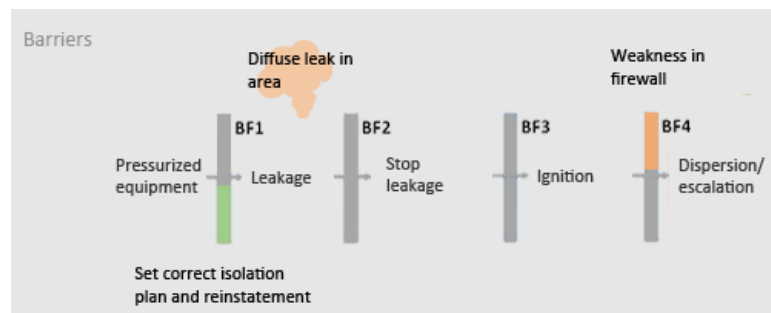 Barriers
Diffuse leak in
area
Weakness in
firewall
BF1
BF2
BF3
BF4
Pressurized
equipment
Leakage
Stop
leakage
Ignition
Dispersion/
escalation
Set correct isolation
plan and reinstatement